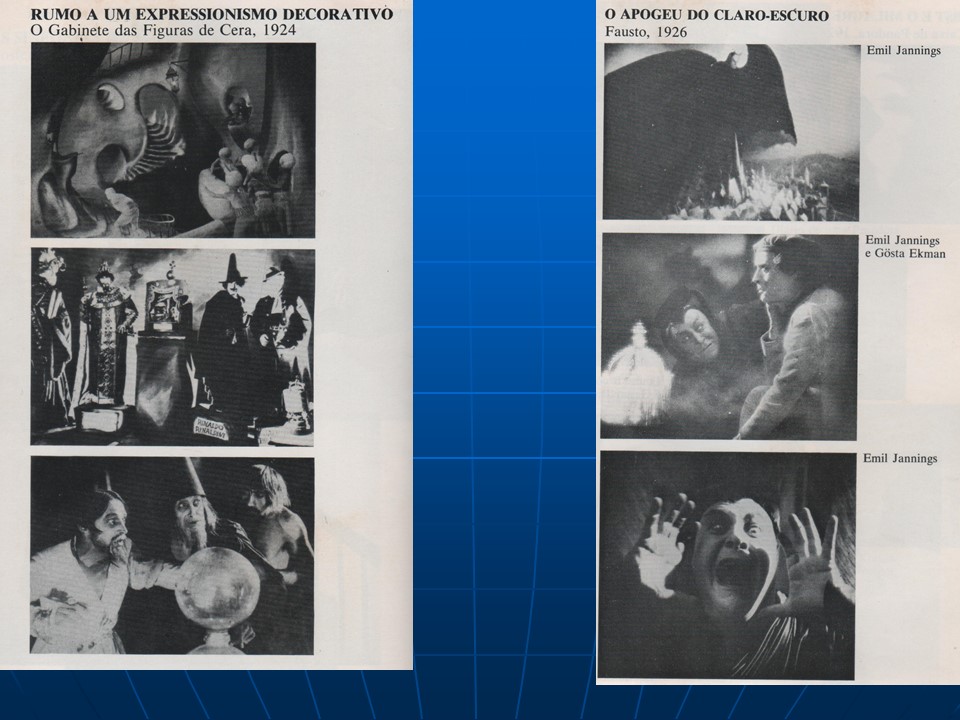 RUMO A UM EXPRESSIONISMO DECORATIVO
O Gabinete das Figuras de Cera, 1924
RINALDO
RINALDINI
O APOGEU DO CLARO-ESCURO
Fausto, 1926
Emil Jannings
Emil Jannings
e Gösta Ekman
Emil Jannings